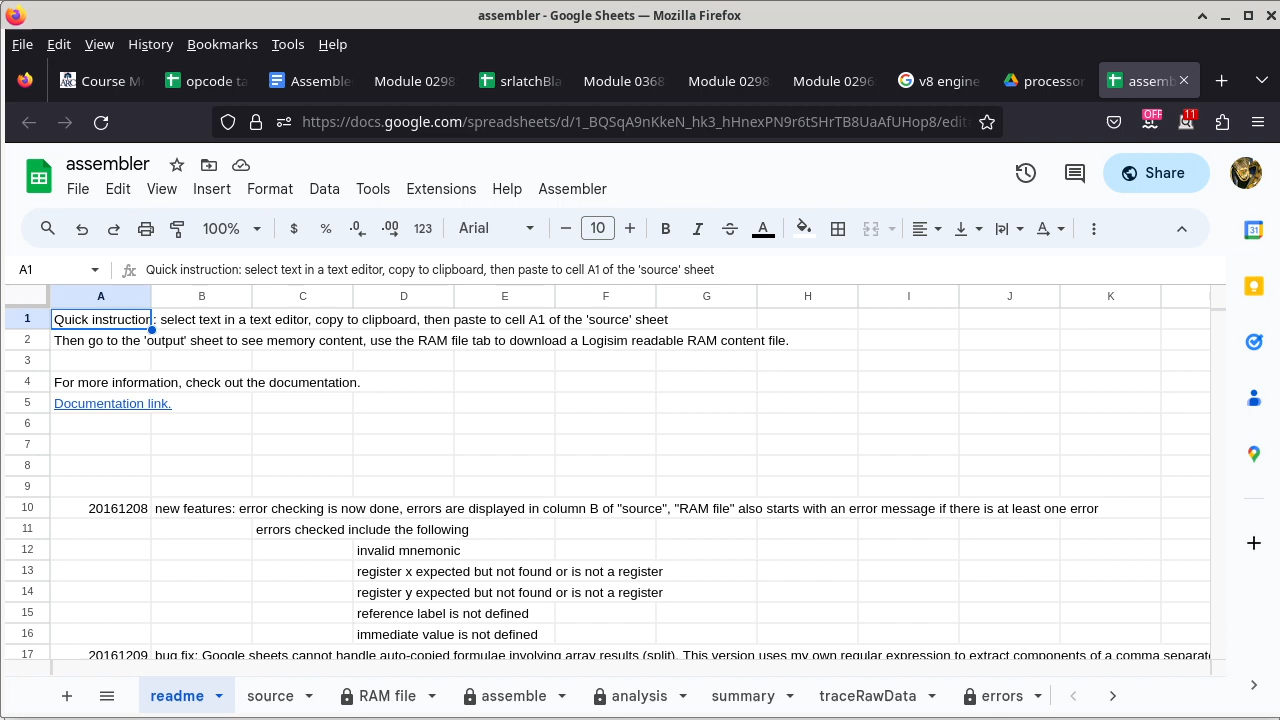 assembler - Google Sheets — Mozilla Firefox
File Edit View History Bookmarks Tools Help
Course M opcode ta Assemble Module 0298 srlatchBla Module 0368 Module 0298 Module 0296 v8 engine processor assemb
https://docs.google.com/spreadsheets/d/1_BQSqA9nKkeN_hk3_hHnexPN9r6tSHrTB8UaAfUHop8/edit
OFF 11
assembler
File Edit View Insert Format Data Tools Extensions Help Assembler
Share
31
100% $ % .0 .00 123 Arial 10 B I A A
A1 fx Quick instruction: select text in a text editor, copy to clipboard, then paste to cell A1 of the 'source' sheet
A B C D E F G H I J K
1 Quick instruction: select text in a text editor, copy to clipboard, then paste to cell A1 of the 'source' sheet
2 Then go to the 'output' sheet to see memory content, use the RAM file tab to download a Logisim readable RAM content file.
3
4 For more information, check out the documentation.
5 Documentation link.
6
7
8
9
10 20161208 new features: error checking is now done, errors are displayed in column B of "source", "RAM file" also starts with an error message if there is at least one error
11 errors checked include the following
12 invalid mnemonic
13 register x expected but not found or is not a register
14 register y expected but not found or is not a register
15 reference label is not defined
16 immediate value is not defined
17 20161209 bug fix: Google sheets cannot handle auto-copied formulae involving array results (split). This version uses my own regular expression to extract components of a comma separate
readme source RAM file assemble analysis summary traceRawData errors